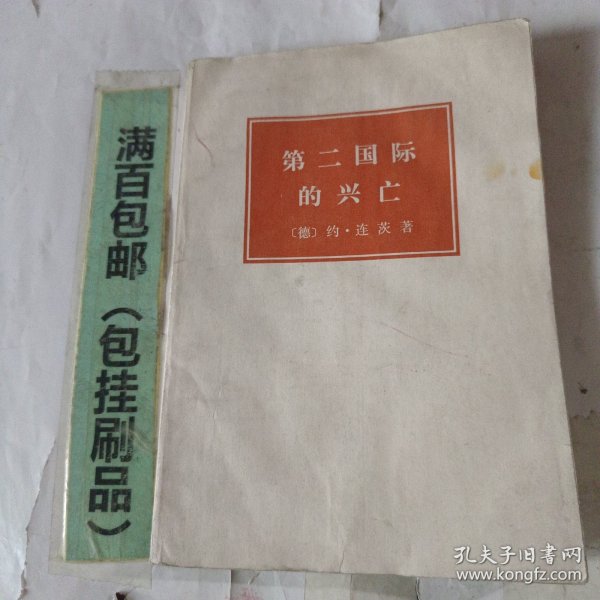 满百包邮（包挂刷品）
第二国际
的兴亡
〔德〕约·连茨著
孔夫子旧书网
www.kongfz.com